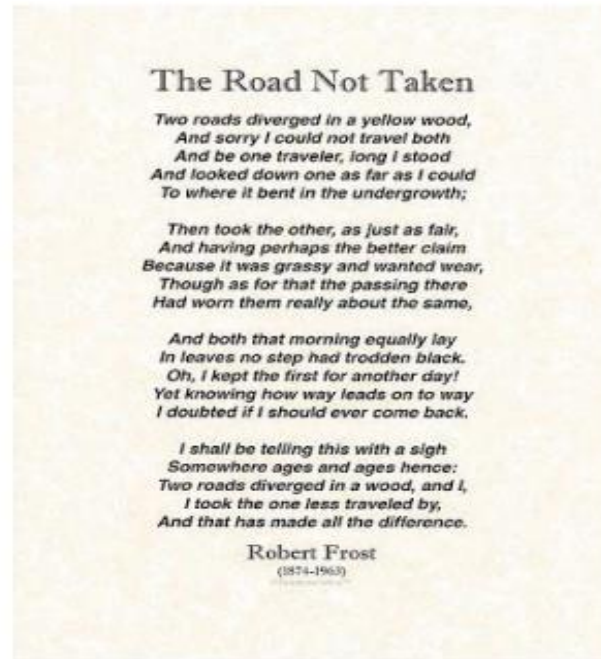 The Road Not Taken
Two roads diverged in a yellow wood,
And sorry I could not travel both
And be one traveler, long I stood
And looked down one as far as I could
To where it bent in the undergrowth;
Then took the other, as just as fair,
And having perhaps the better claim
Because it was grassy and wanted wear,
Though as for that the passing there
Had worn them really about the same,
And both that morning equally lay
In leaves no step had trodden black.
Oh, I kept the first for another day!
Yet knowing how way leads on to way
I doubted if I should ever come back.
I shall be telling this with a sigh
Somewhere ages and ages hence:
Two roads diverged in a wood, and I,
I took the one less traveled by,
And that has made all the difference.
Robert Frost
(1874-1963)